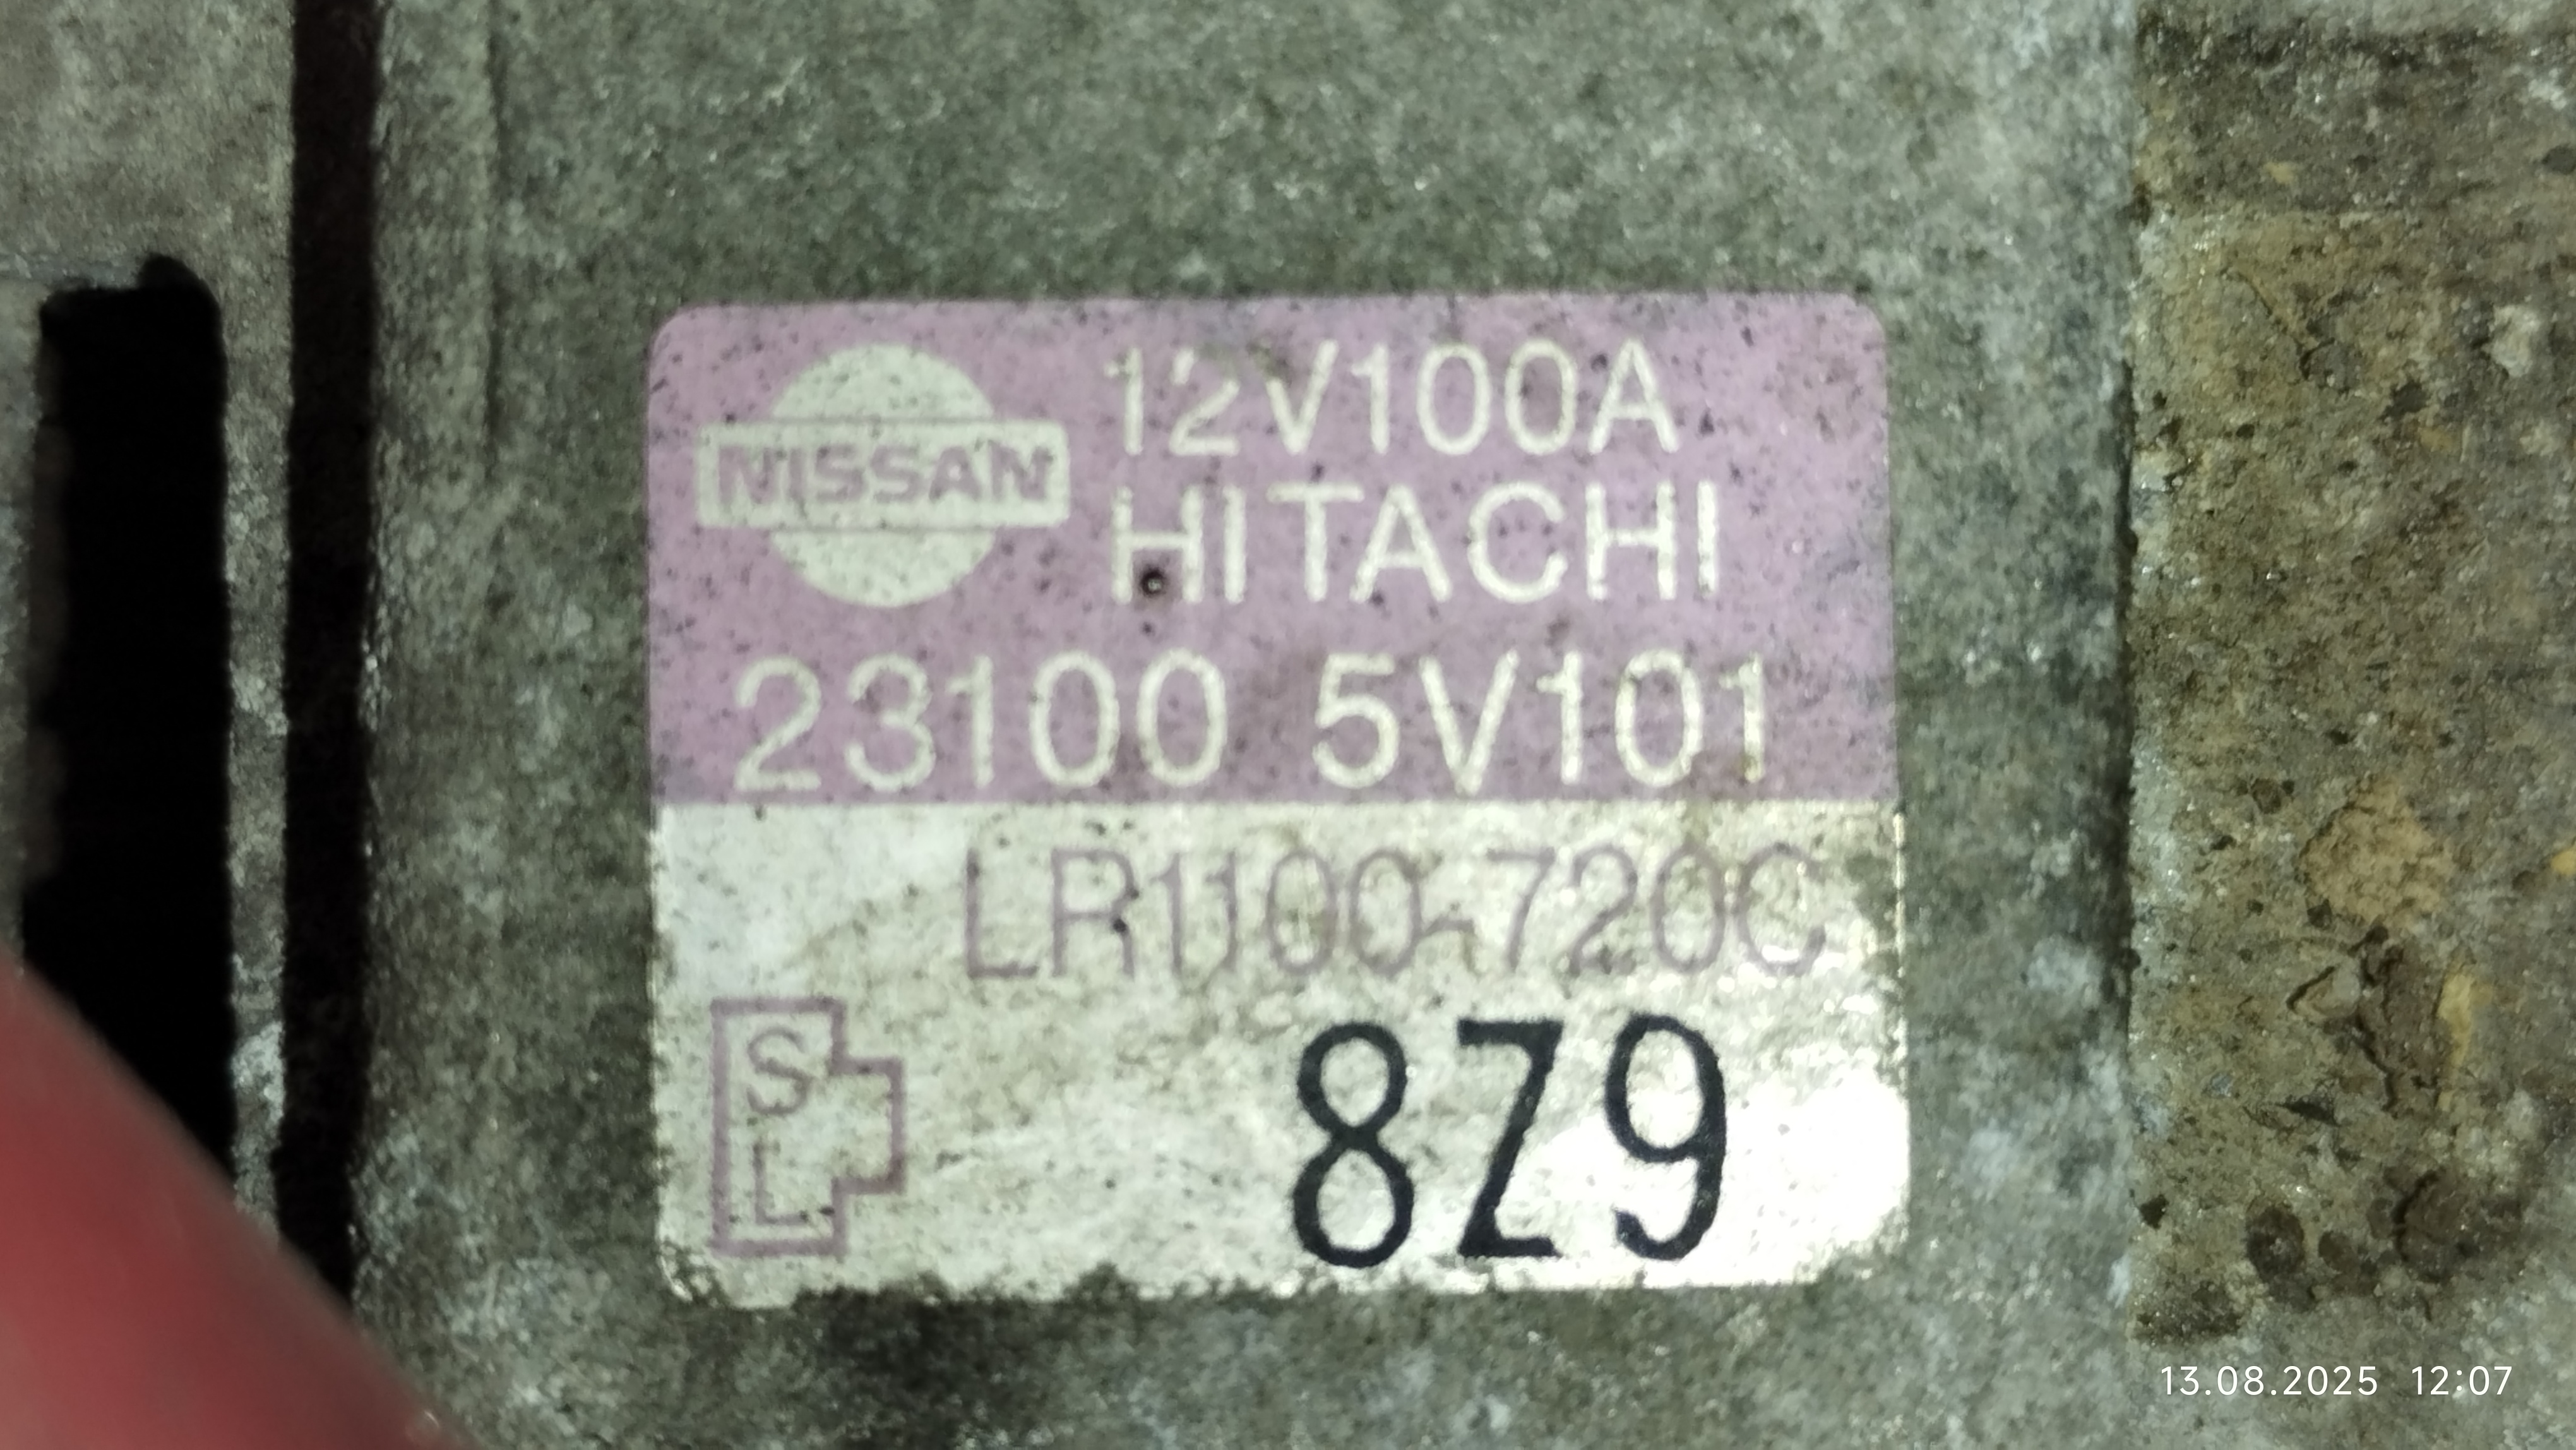 NISSAN
12V100A
HITACHI
23100 5V101
LR1100-720C
S
L
8Z9
13.08.2025 12:07